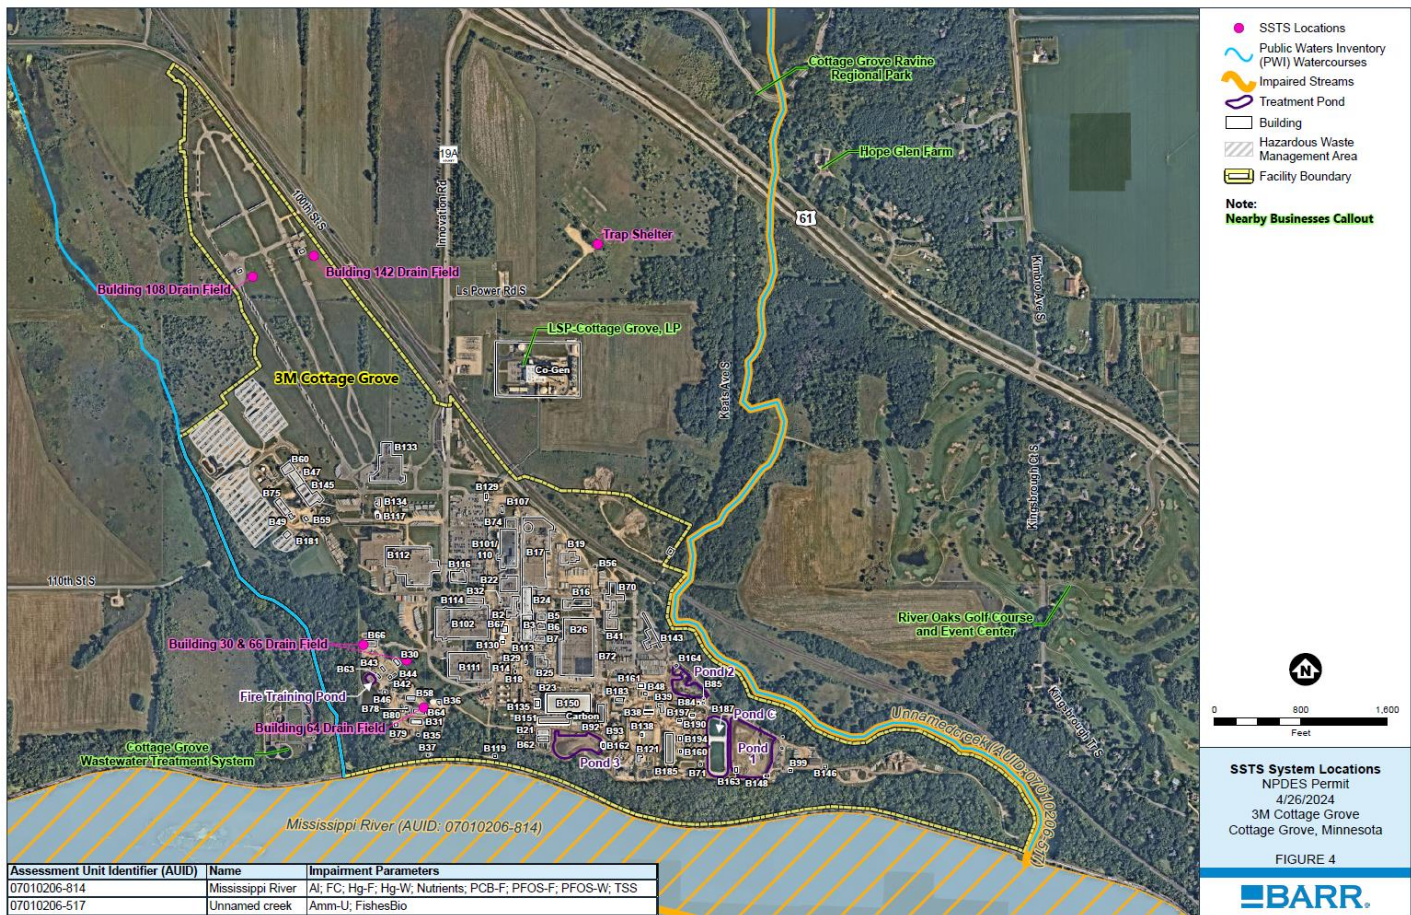 Cottage Grove Ravine
Regional Park
Hope Glen Farm
19A
Innovation Rd
100th St S
61
Trap Shelter
Bulding 142 Drain Field
Bulding 108 Drain Field
Ls Power Rd S
Kimbro Ave S
LSP-Cottage Grove, LP
Co-Gen
3M Cottage Grove
Keats Ave S
B133
B60
B47
B145
B75
B49
B59
B181
B134
B117
B129
B107
B74
B101/
110
B17
B19
B112
B116
B56
B22
B70
B32
B114
B24
B16
B102
B2
B67
B3
B5
B6
B7
B26
B41
B143
B130
B113
B72
Kingsbrough Ct S
110th St S
River Oaks Golf Course
and Event Center
Building 30 & 66 Drain Field
B66
B30
B43
B63
B44
B42
B111
B29
B14
B18
B25
B164
Pond 2
B85
Fire Training Pond
B46
B58
B36
B78
B80
B64
B23
B161
B183
B48
B39
B84
B187
B135
B150
B151
Carbon
B38
B197
B190
Pond C
Building 64 Drain Field
B31
B79
B35
B37
B21
B62
B92
B93
B138
B194
B162
B121
B160
Pond
1
Pond 3
B119
B185
B71
B163
B148
B99
B146
Cottage Grove
Wastewater Treatment System
Kingsbrough Trl S
Unnamed creek (AUID: 07010206-517)
Mississippi River (AUID: 07010206-814)
Assessment Unit Identifier (AUID) Name Impairment Parameters
07010206-814 Mississippi River Al; FC; Hg-F; Hg-W; Nutrients; PCB-F; PFOS-F; PFOS-W; TSS
07010206-517 Unnamed creek Amm-U; FishesBio
SSTS Locations
Public Waters Inventory
(PWI) Watercourses
Impaired Streams
Treatment Pond
Building
Hazardous Waste
Management Area
Facility Boundary
Note:
Nearby Businesses Callout
N
0 800 1,600
Feet
SSTS System Locations
NPDES Permit
4/26/2024
3M Cottage Grove
Cottage Grove, Minnesota
FIGURE 4
BARR